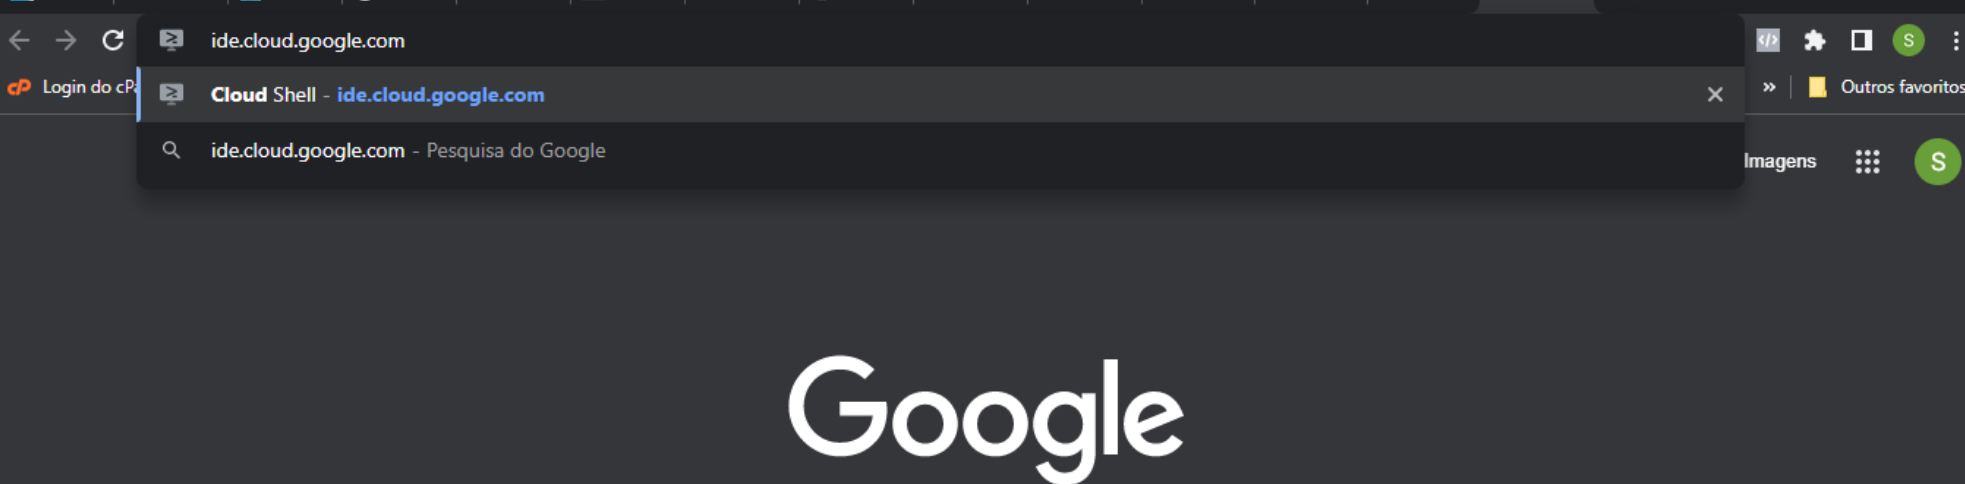 ide.cloud.google.com
S
cP Login do cPa
Cloud Shell - ide.cloud.google.com
» Outros favoritos
ide.cloud.google.com - Pesquisa do Google
Imagens
S
Google